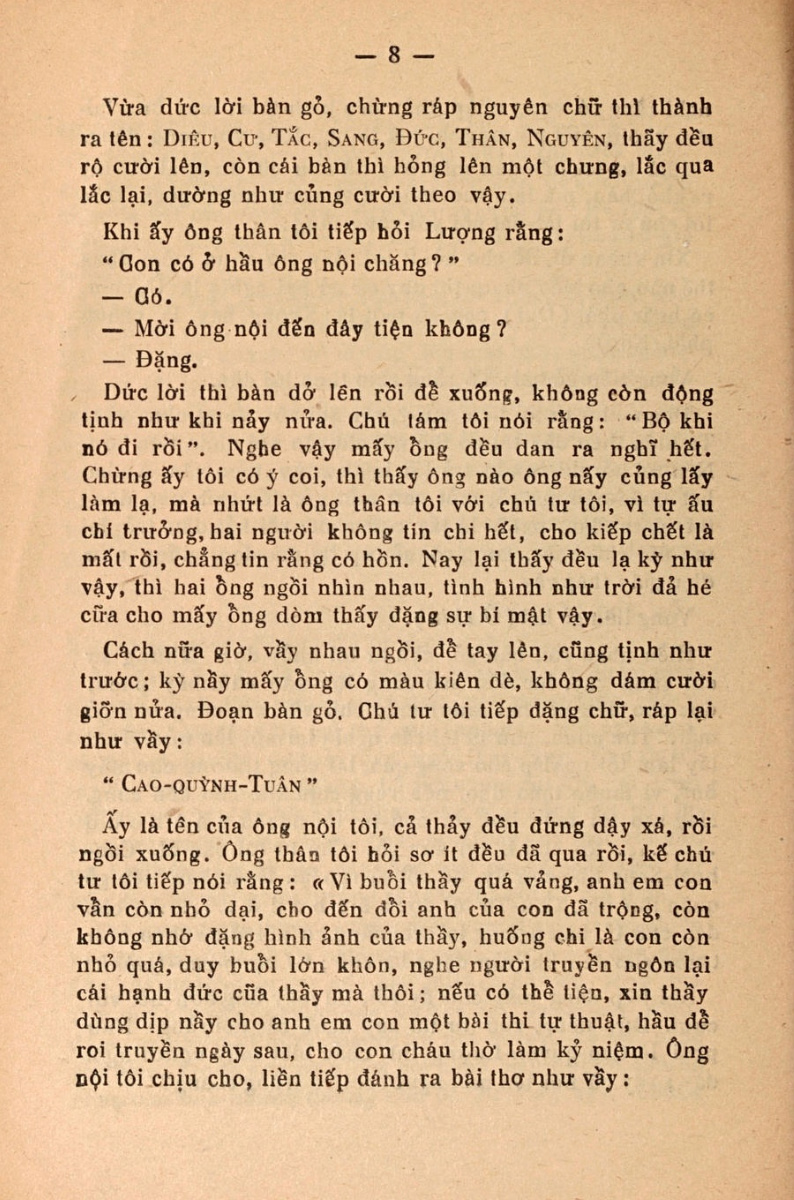 — 8 —
Vừa dức lời bàn gỏ, chừng ráp nguyên chữ thì thành
ra tên : DIÊU, CƯ, TẮC, SANG, ĐỨC, THÂN, NGUYÊN, thẩy đều
rộ cười lên, còn cái bàn thì hỏng lên một chưng, lắc qua
lắc lại, dường như củng cười theo vậy.
Khi ấy ông thân tôi tiếp hỏi Lượng rằng :
“ Con có ở hầu ông nội chăng ? ”
— Có.
— Mời ông nội đến đây tiện không ?
— Đặng.
Dức lời thì bàn dở lên rồi để xuống, không còn động
tịnh như khi nảy nửa. Chú tám tôi nói rằng : “ Bộ khi
nó đi rồi ”. Nghe vậy mấy ổng đều dan ra nghĩ hết.
Chừng ấy tôi có ý coi, thì thấy ông nào ông nấy củng lấy
làm lạ, mà nhứt là ông thân tôi với chú tư tôi, vì tự ấu
chí trưởng, hai người không tin chi hết, cho kiếp chết là
mất rồi, chẳng tin rằng có hồn. Nay lại thấy đều lạ kỳ như
vậy, thì hai ổng ngồi nhìn nhau, tình hình như trời đả hé
cữa cho mấy ổng dòm thấy đặng sự bí mật vậy.
Cách nữa giờ, vầy nhau ngồi, để tay lên, cũng tịnh như
trước ; kỳ nầy mấy ổng có màu kiên dè, không dám cười
giỡn nửa. Đoạn bàn gỏ. Chú tư tôi tiếp đặng chữ, ráp lại
như vầy :
“ CAO-QUỲNH-TUÂN ”
Ấy là tên của ông nội tôi, cả thảy đều đứng dậy xá, rồi
ngồi xuống. Ông thân tôi hỏi sơ ít đều đã qua rồi, kế chú
tư tôi tiếp nói rằng : « Vì buổi thầy quá vảng, anh em con
vẩn còn nhỏ dại, cho đến đổi anh của con đã trộng, còn
không nhớ đặng hình ảnh của thầy, huống chi là con còn
nhỏ quá, duy buổi lớn khôn, nghe người truyền ngôn lại
cái hạnh đức cũa thầy mà thôi ; nếu có thể tiện, xin thầy
dùng dịp nầy cho anh em con một bài thi tự thuật, hầu để
roi truyền ngày sau, cho con cháu thờ làm kỷ niệm. Ông
nội tôi chịu cho, liền tiếp đánh ra bài thơ như vầy :